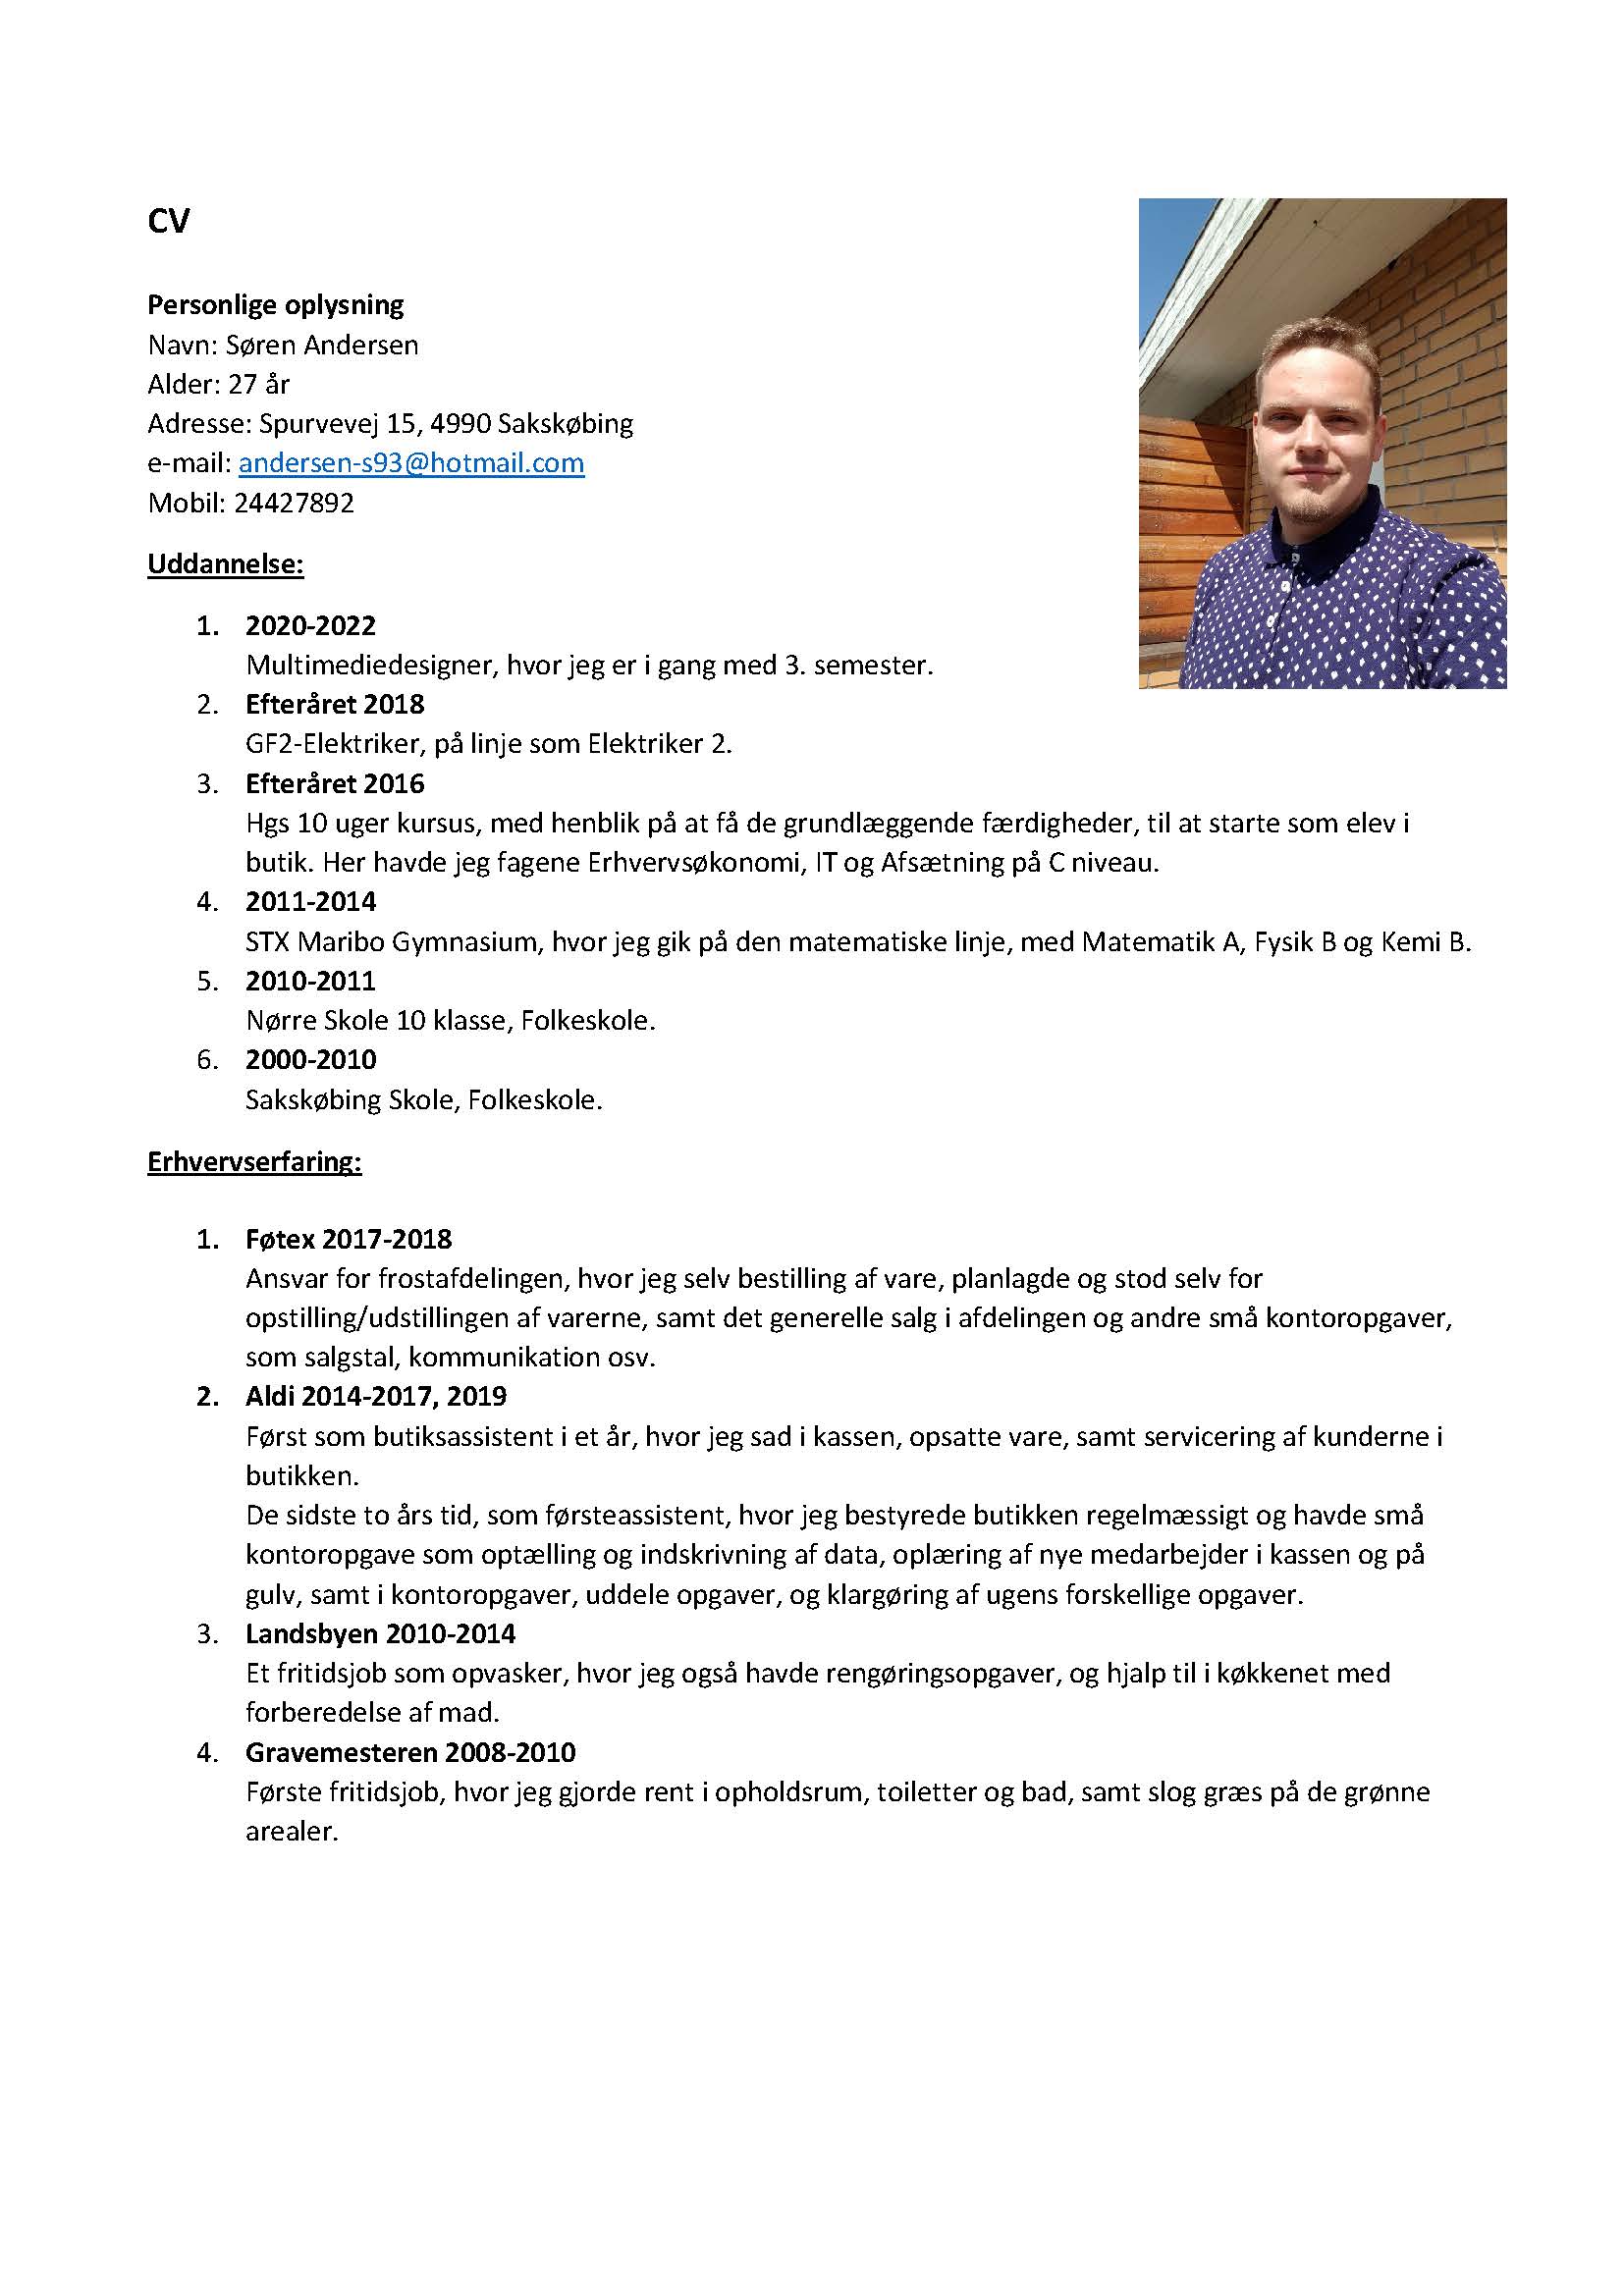 CV
Personlige oplysning
Navn: Søren Andersen
Alder: 27 år
Adresse: Spurvevej 15, 4990 Sakskøbing
e-mail: andersen-s93@hotmail.com
Mobil: 24427892
Uddannelse:
1. 2020-2022
Multimediedesigner, hvor jeg er i gang med 3. semester.
2. Efteråret 2018
GF2-Elektriker, på linje som Elektriker 2.
3. Efteråret 2016
Hgs 10 uger kursus, med henblik på at få de grundlæggende færdigheder, til at starte som elev i
butik. Her havde jeg fagene Erhvervsøkonomi, IT og Afsætning på C niveau.
4. 2011-2014
STX Maribo Gymnasium, hvor jeg gik på den matematiske linje, med Matematik A, Fysik B og Kemi B.
5. 2010-2011
Nørre Skole 10 klasse, Folkeskole.
6. 2000-2010
Sakskøbing Skole, Folkeskole.
Erhvervserfaring:
1. Føtex 2017-2018
Ansvar for frostafdelingen, hvor jeg selv bestilling af vare, planlagde og stod selv for
opstilling/udstillingen af varerne, samt det generelle salg i afdelingen og andre små kontoropgaver,
som salgstal, kommunikation osv.
2. Aldi 2014-2017, 2019
Først som butiksassistent i et år, hvor jeg sad i kassen, opsatte vare, samt servicering af kunderne i
butikken.
De sidste to års tid, som førsteassistent, hvor jeg bestyrede butikken regelmæssigt og havde små
kontoropgave som optælling og indskrivning af data, oplæring af nye medarbejder i kassen og på
gulv, samt i kontoropgaver, uddele opgaver, og klargøring af ugens forskellige opgaver.
3. Landsbyen 2010-2014
Et fritidsjob som opvasker, hvor jeg også havde rengøringsopgaver, og hjalp til i køkkenet med
forberedelse af mad.
4. Gravemesteren 2008-2010
Første fritidsjob, hvor jeg gjorde rent i opholdsrum, toiletter og bad, samt slog græs på de grønne
arealer.